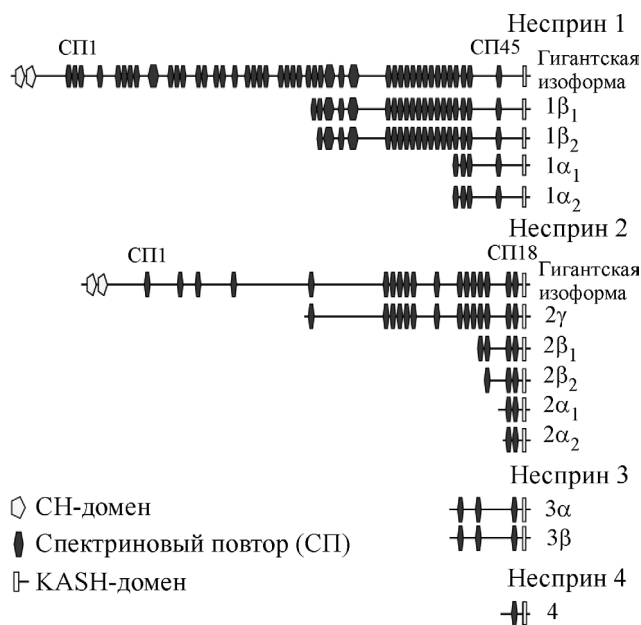 Несприн 1
СП1
СП45
Гигантская
изоформа
1β₁
1β₂
1α₁
1α₂
Несприн 2
СП1
СП18
Гигантская
изоформа
2γ
2β₁
2β₂
2α₁
2α₂
Несприн 3
3α
3β
Несприн 4
4
CH-домен
Спектриновый повтор (СП)
KASH-домен